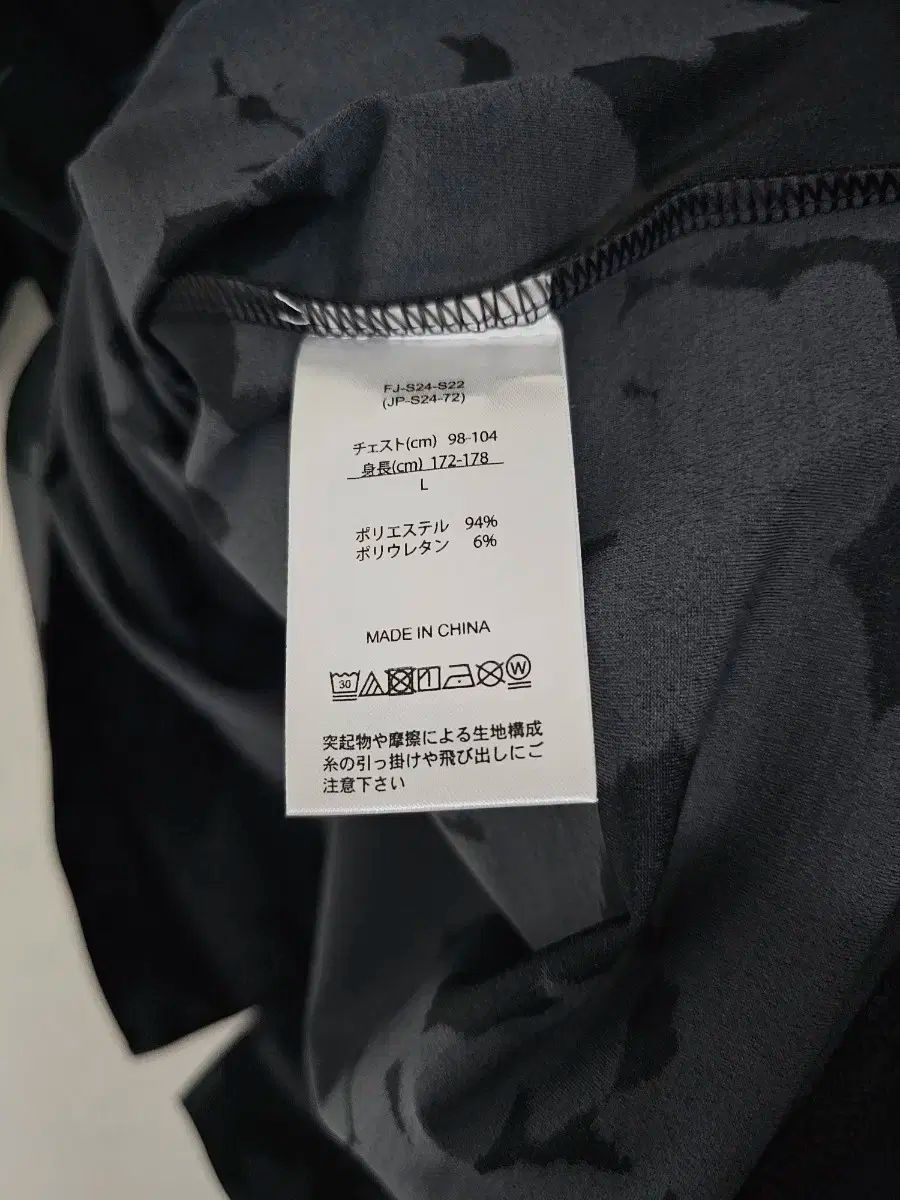 FJ-S24-S22
(JP-S24-72)
チェスト(cm) 98-104
身長(cm) 172-178
L
ポリエステル 94%
ポリウレタン 6%
MADE IN CHINA
30 W
突起物や摩擦による生地構成
糸の引っ掛けや飛び出しにご
注意下さい